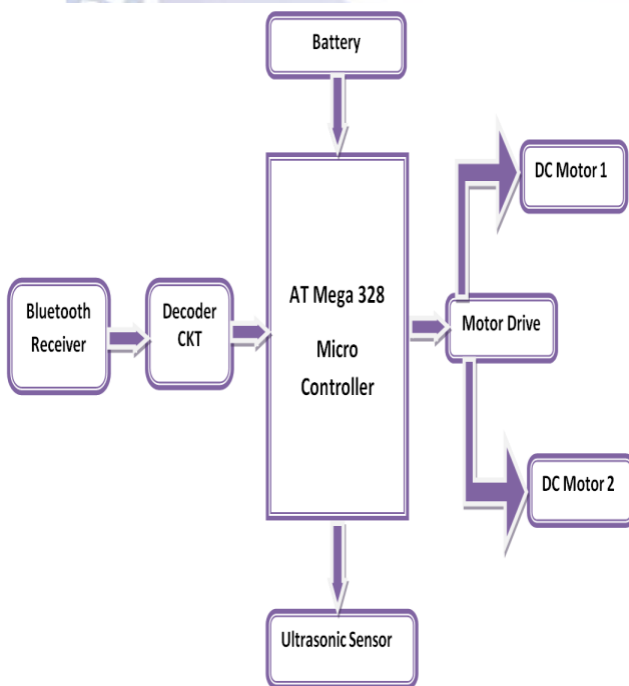 Battery
DC Motor 1
AT Mega 328
Micro
Controller
Bluetooth
Receiver
Decoder
CKT
Motor Drive
DC Motor 2
Ultrasonic Sensor